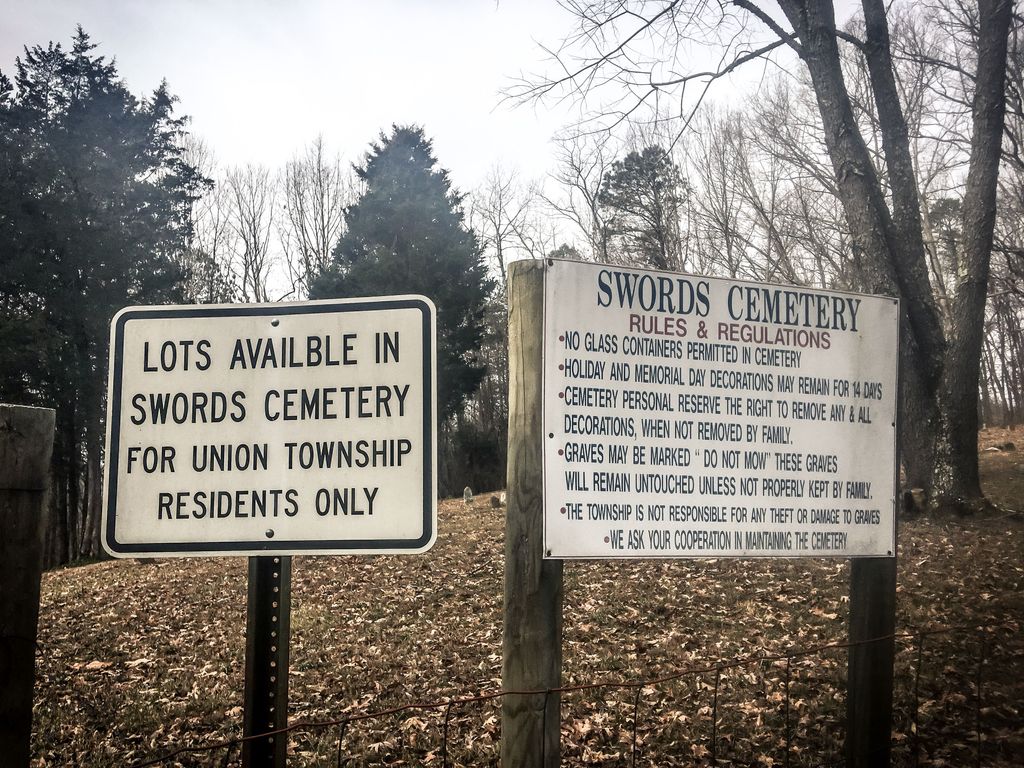 LOTS AVAILBLE IN
SWORDS CEMETERY
FOR UNION TOWNSHIP
RESIDENTS ONLY
SWORDS CEMETERY
RULES & REGULATIONS
•NO GLASS CONTAINERS PERMITTED IN CEMETERY
•HOLIDAY AND MEMORIAL DAY DECORATIONS MAY REMAIN FOR 14 DAYS
•CEMETERY PERSONAL RESERVE THE RIGHT TO REMOVE ANY & ALL
DECORATIONS, WHEN NOT REMOVED BY FAMILY.
•GRAVES MAY BE MARKED " DO NOT MOW" THESE GRAVES
WILL REMAIN UNTOUCHED UNLESS NOT PROPERLY KEPT BY FAMILY.
•THE TOWNSHIP IS NOT RESPONSIBLE FOR ANY THEFT OR DAMAGE TO GRAVES
•WE ASK YOUR COOPERATION IN MAINTAINING THE CEMETERY